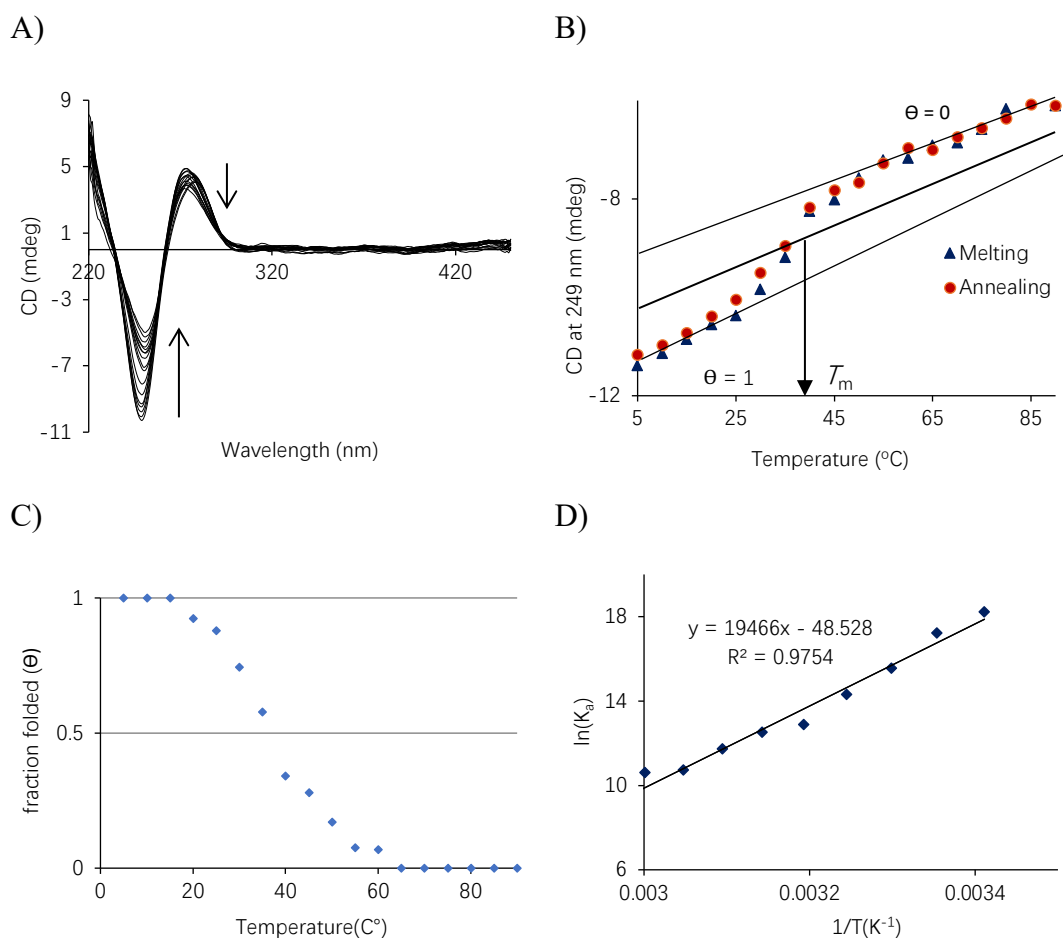 A)
9
5
1
-3
-7
-11
220
320
420
CD (mdeg)
Wavelength (nm)
B)
-8
-12
5
25
45
65
85
CD at 249 nm (mdeg)
Temperature (ºC)
ϴ = 0
ϴ = 1
Tm
Melting
Annealing
C)
1
0.5
0
0
20
40
60
80
fraction folded (ϴ)
Temperature(C°)
D)
18
14
10
6
0.003
0.0032
0.0034
ln(Ka)
1/T(K-1)
y = 19466x - 48.528
R² = 0.9754